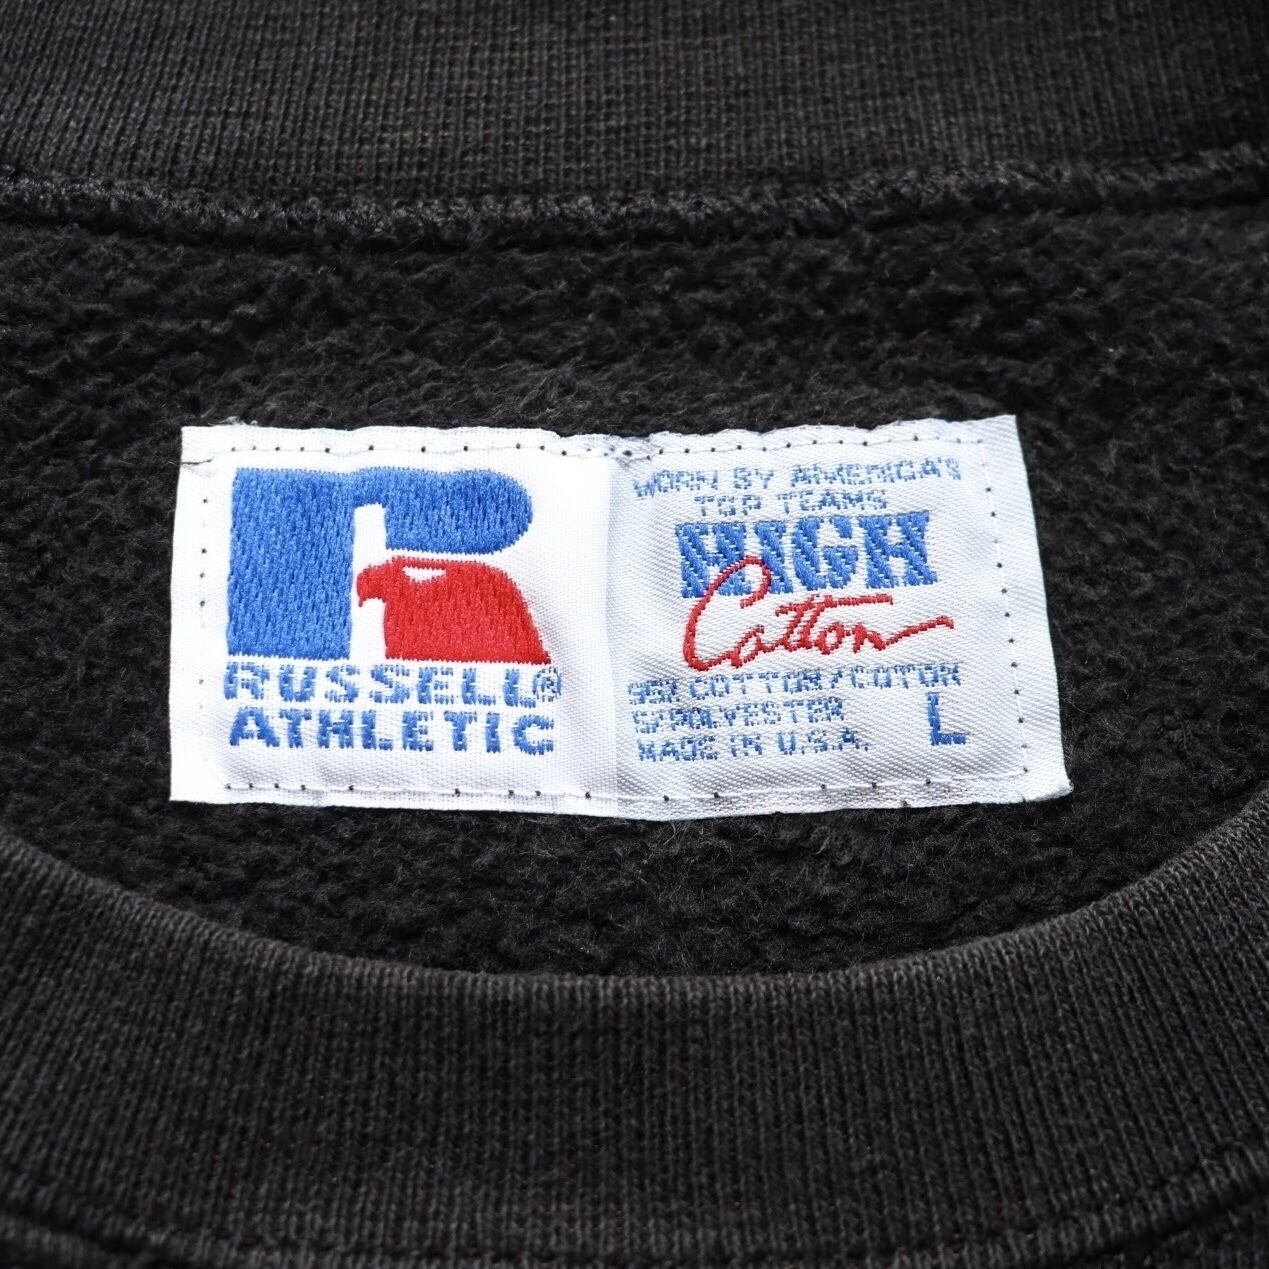 RUSSELL®
ATHLETIC
WORN BY AMERICA'S
TOP TEAMS
HIGH
Cotton
95% COTTON/COTON
5/POLYESTER
MADE IN U.S.A.
L